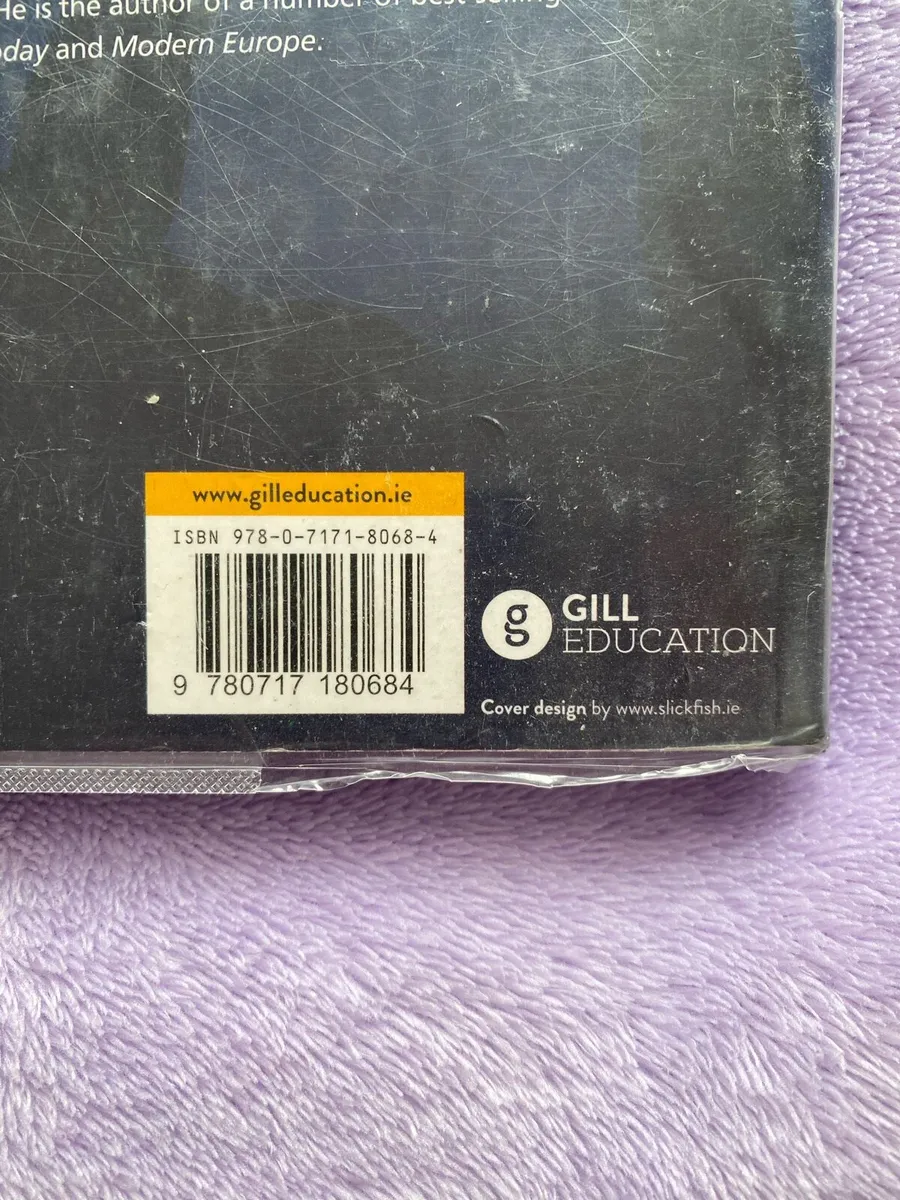 He is the author of a number of best-selling
oday and Modern Europe.
www.gilleducation.ie
ISBN 978-0-7171-8068-4
9 780717 180684
g GILL
EDUCATION
Cover design by www.slickfish.ie